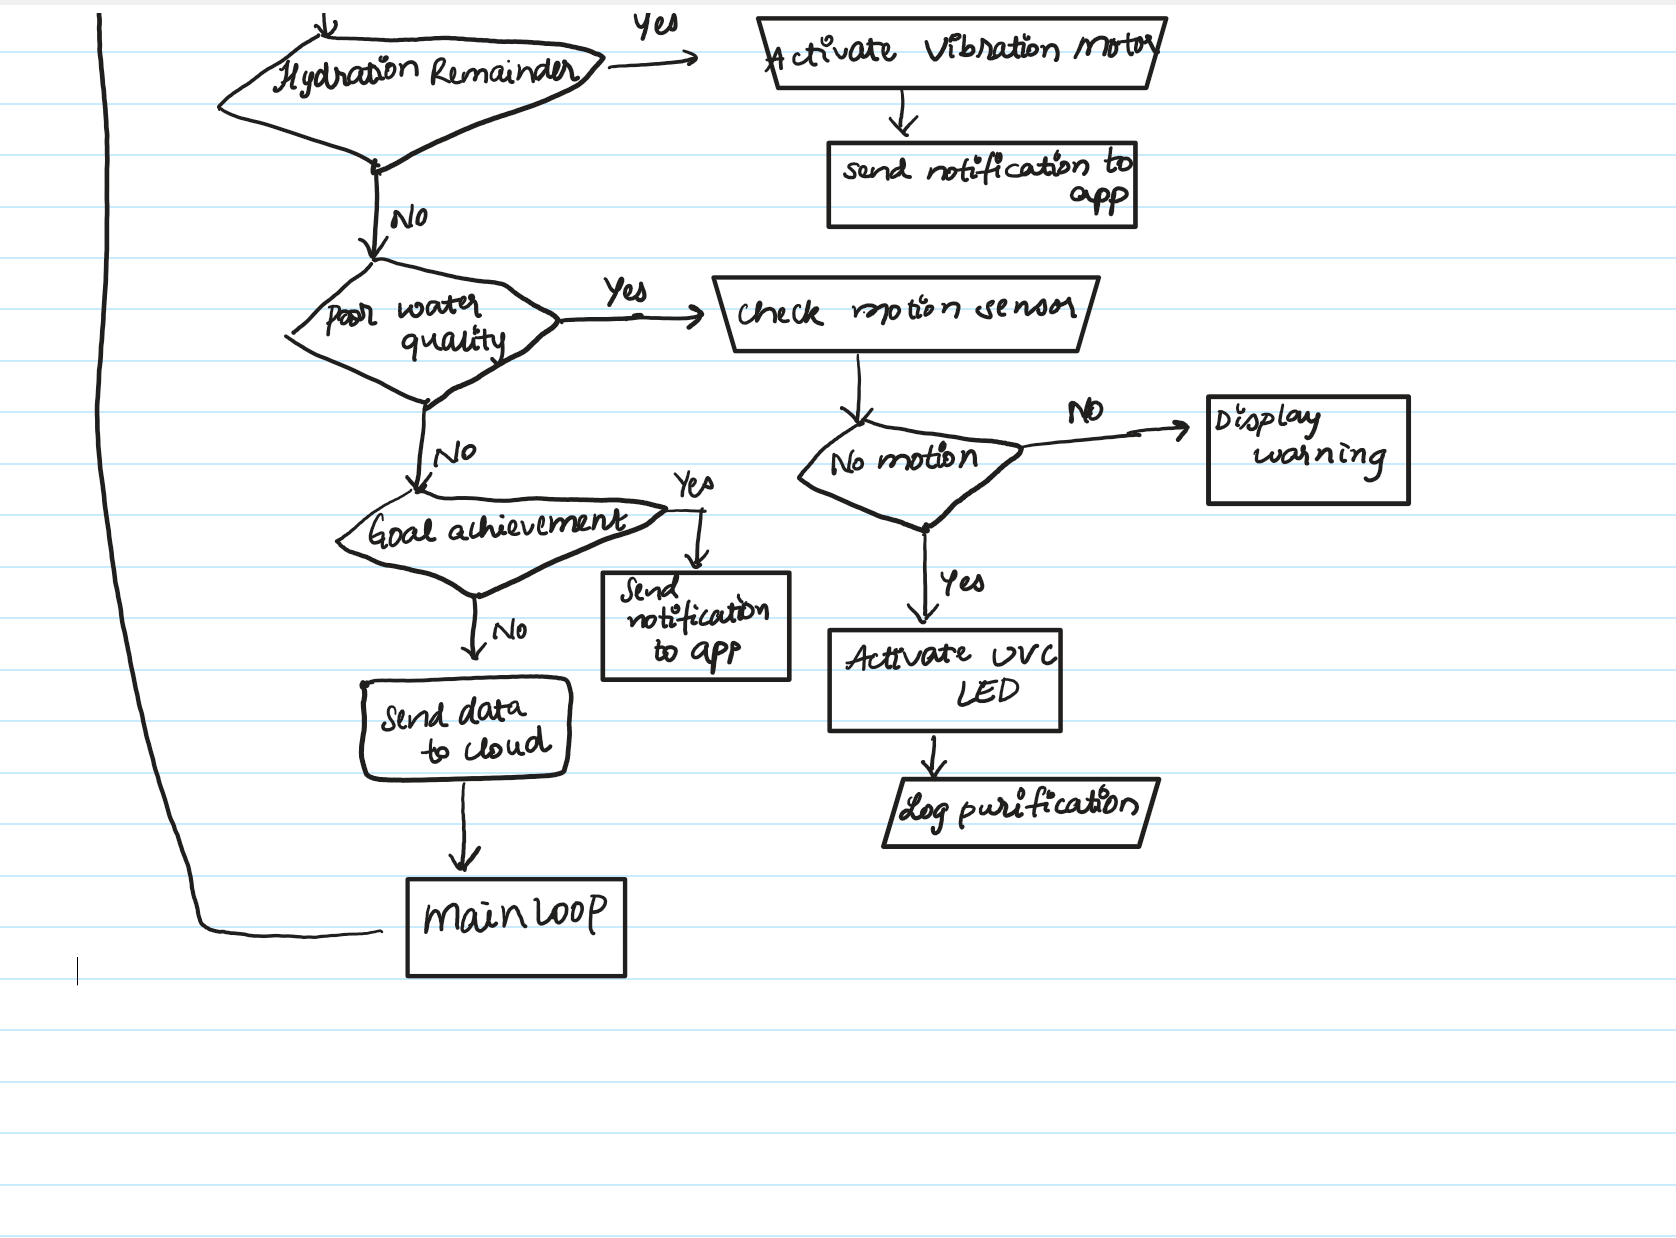 Yes
Hydration Remainder
Activate Vibration Motor
send notification to
app
NO
Poor water
quality
Yes
check motion sensor
NO
No motion
NO
Display
warning
Goal achievement
Yes
Send
notification
to app
Yes
NO
Activate UVC
LED
Send data
to cloud
Log purification
main loop